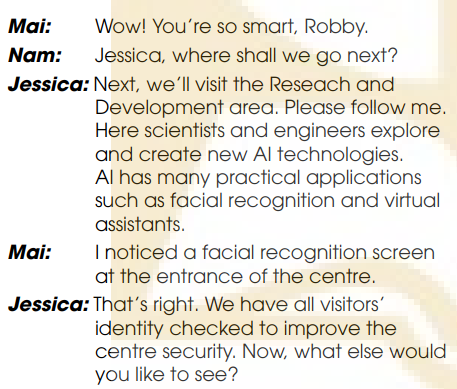 Mai: Wow! You're so smart, Robby.
Nam: Jessica, where shall we go next?
Jessica: Next, we'll visit the Reseach and
Development area. Please follow me.
Here scientists and engineers explore
and create new AI technologies.
AI has many practical applications
such as facial recognition and virtual
assistants.
Mai: I noticed a facial recognition screen
at the entrance of the centre.
Jessica: That's right. We have all visitors'
identity checked to improve the
centre security. Now, what else would
you like to see?